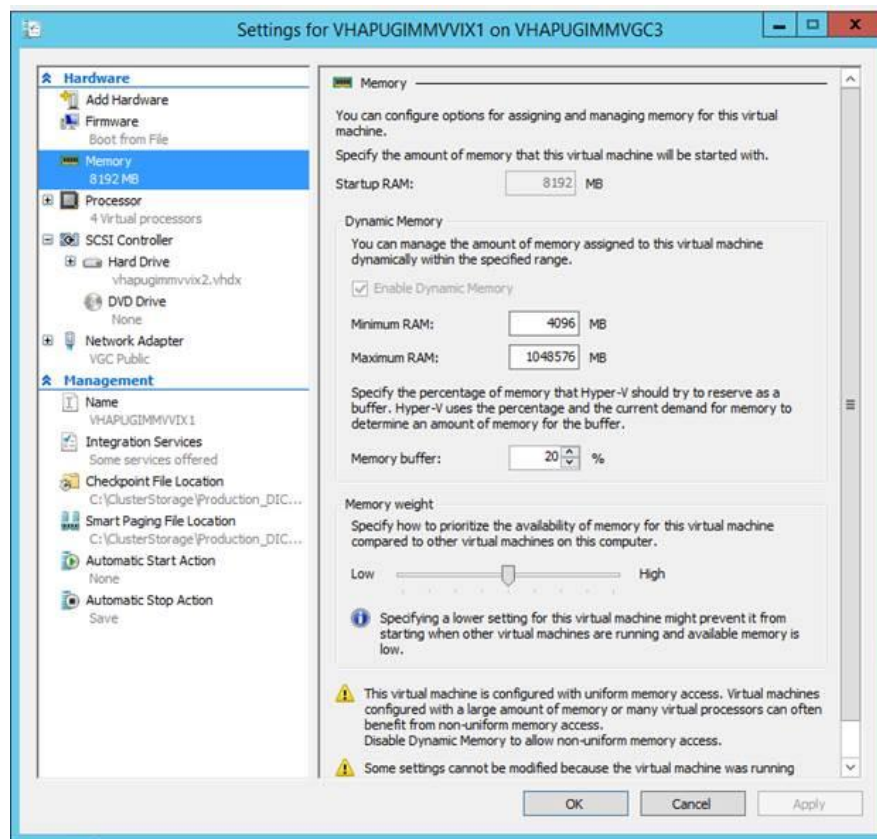 Settings for VHAPUGIMMVVIX1 on VHAPUGIMMVGC3
Hardware
Add Hardware
Firmware
Boot from File
Memory
8192 MB
Processor
4 Virtual processors
SCSI Controller
Hard Drive
vhapugimmvvix2.vhdx
DVD Drive
None
Network Adapter
VGC Public
Management
Name
VHAPUGIMMVVIX1
Integration Services
Some services offered
Checkpoint File Location
C:\ClusterStorage\Production_DIC...
Smart Paging File Location
C:\ClusterStorage\Production_DIC...
Automatic Start Action
None
Automatic Stop Action
Save
Memory
You can configure options for assigning and managing memory for this virtual
machine.
Specify the amount of memory that this virtual machine will be started with.
Startup RAM: 8192 MB
Dynamic Memory
You can manage the amount of memory assigned to this virtual machine
dynamically within the specified range.
Enable Dynamic Memory
Minimum RAM: 4096 MB
Maximum RAM: 1048576 MB
Specify the percentage of memory that Hyper-V should try to reserve as a
buffer. Hyper-V uses the percentage and the current demand for memory to
determine an amount of memory for the buffer.
Memory buffer: 20 %
Memory weight
Specify how to prioritize the availability of memory for this virtual machine
compared to other virtual machines on this computer.
Low High
Specifying a lower setting for this virtual machine might prevent it from
starting when other virtual machines are running and available memory is
low.
This virtual machine is configured with uniform memory access. Virtual machines
configured with a large amount of memory or many virtual processors can often
benefit from non-uniform memory access.
Disable Dynamic Memory to allow non-uniform memory access.
Some settings cannot be modified because the virtual machine was running
OK Cancel Apply